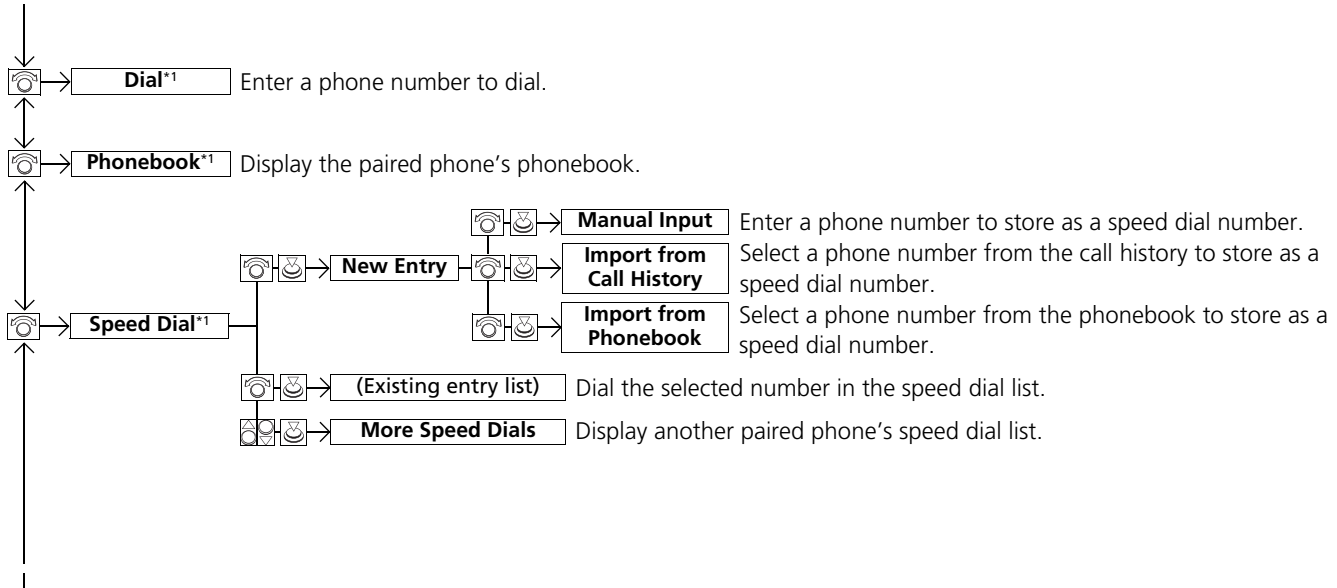 Dial*1 Enter a phone number to dial.
Phonebook*1 Display the paired phone’s phonebook.
Manual Input Enter a phone number to store as a speed dial number.
New Entry
Import from
Call History
Select a phone number from the call history to store as a
speed dial number.
Speed Dial*1
Import from
Phonebook
Select a phone number from the phonebook to store as a
speed dial number.
(Existing entry list) Dial the selected number in the speed dial list.
More Speed Dials Display another paired phone’s speed dial list.